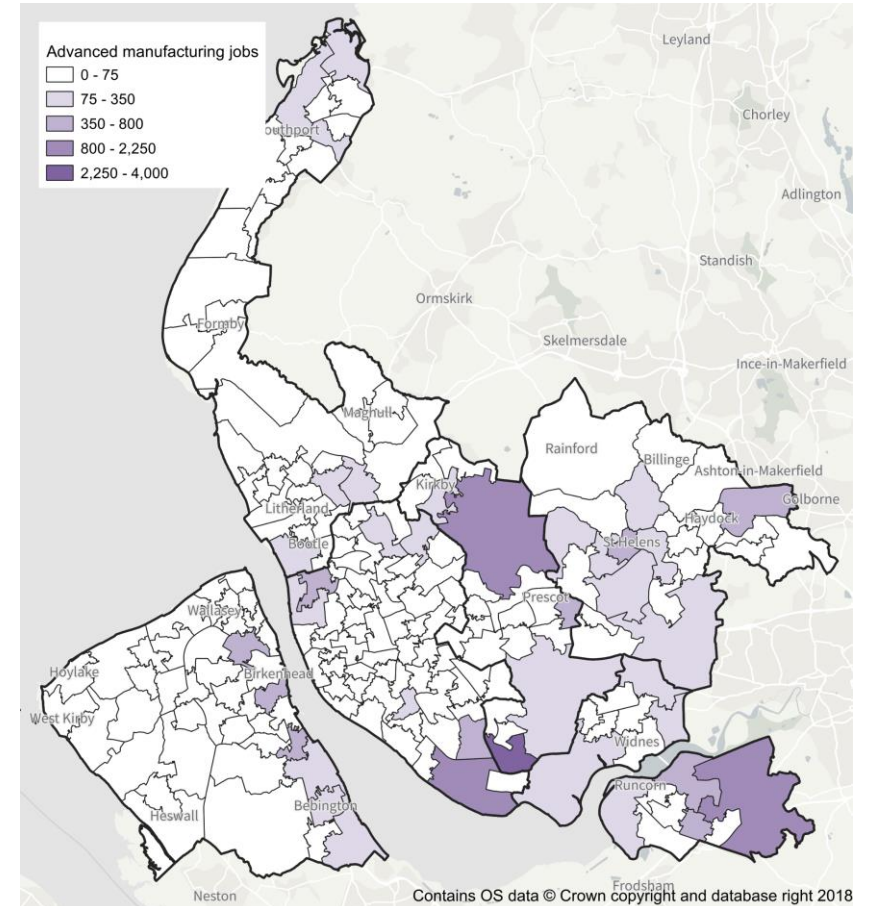 Advanced manufacturing jobs
0 - 75
75 - 350
350 - 800
800 - 2,250
2,250 - 4,000
Leyland
Chorley
outhport
Adlington
Standish
Ormskirk
Formby
Skelmersdale
Ince-in-Makerfield
Maghull
Rainford
Billinge
Ashton-in-Makerfield
Kirkby
Golborne
Litherland
Haydock
Bootle
St Helens
Prescot
Wallasey
Hoylake
Birkenhead
West Kirby
Widnes
Runcorn
Bebington
Heswall
Frodsham
Neston
Contains OS data © Crown copyright and database right 2018